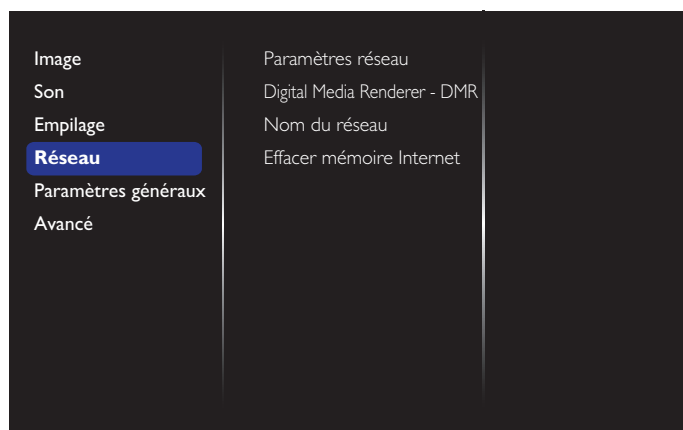 Image
Son
Empilage
Réseau
Paramètres généraux
Avancé
Paramètres réseau
Digital Media Renderer - DMR
Nom du réseau
Effacer mémoire Internet